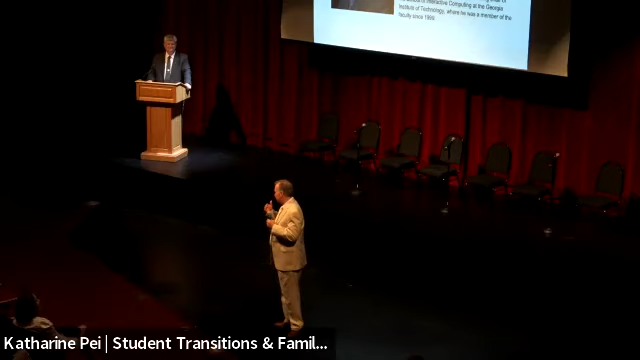 of Interactive Computing at the Georgia
Institute of Technology, where he was a member of the
faculty since 1990.
Katharine Pei | Student Transitions & Famil...